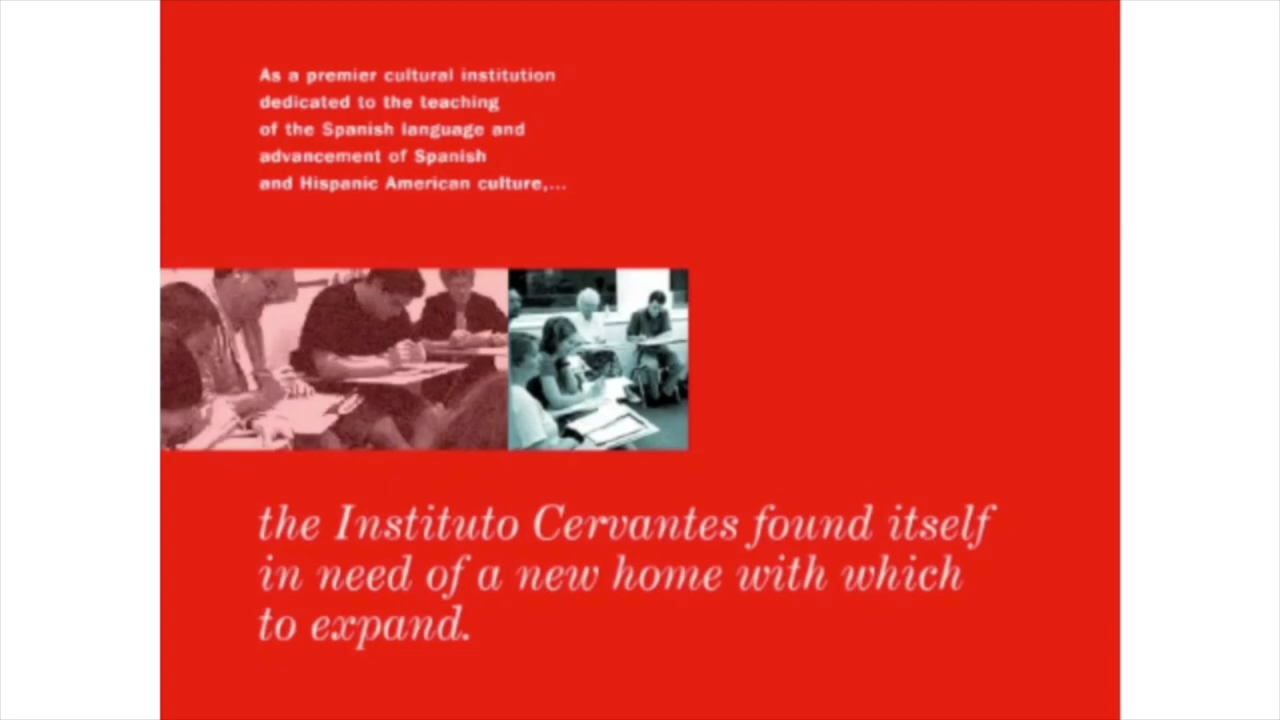 As a premier cultural institution
dedicated to the teaching
of the Spanish language and
advancement of Spanish
and Hispanic American culture,...
the Instituto Cervantes found itself
in need of a new home with which
to expand.